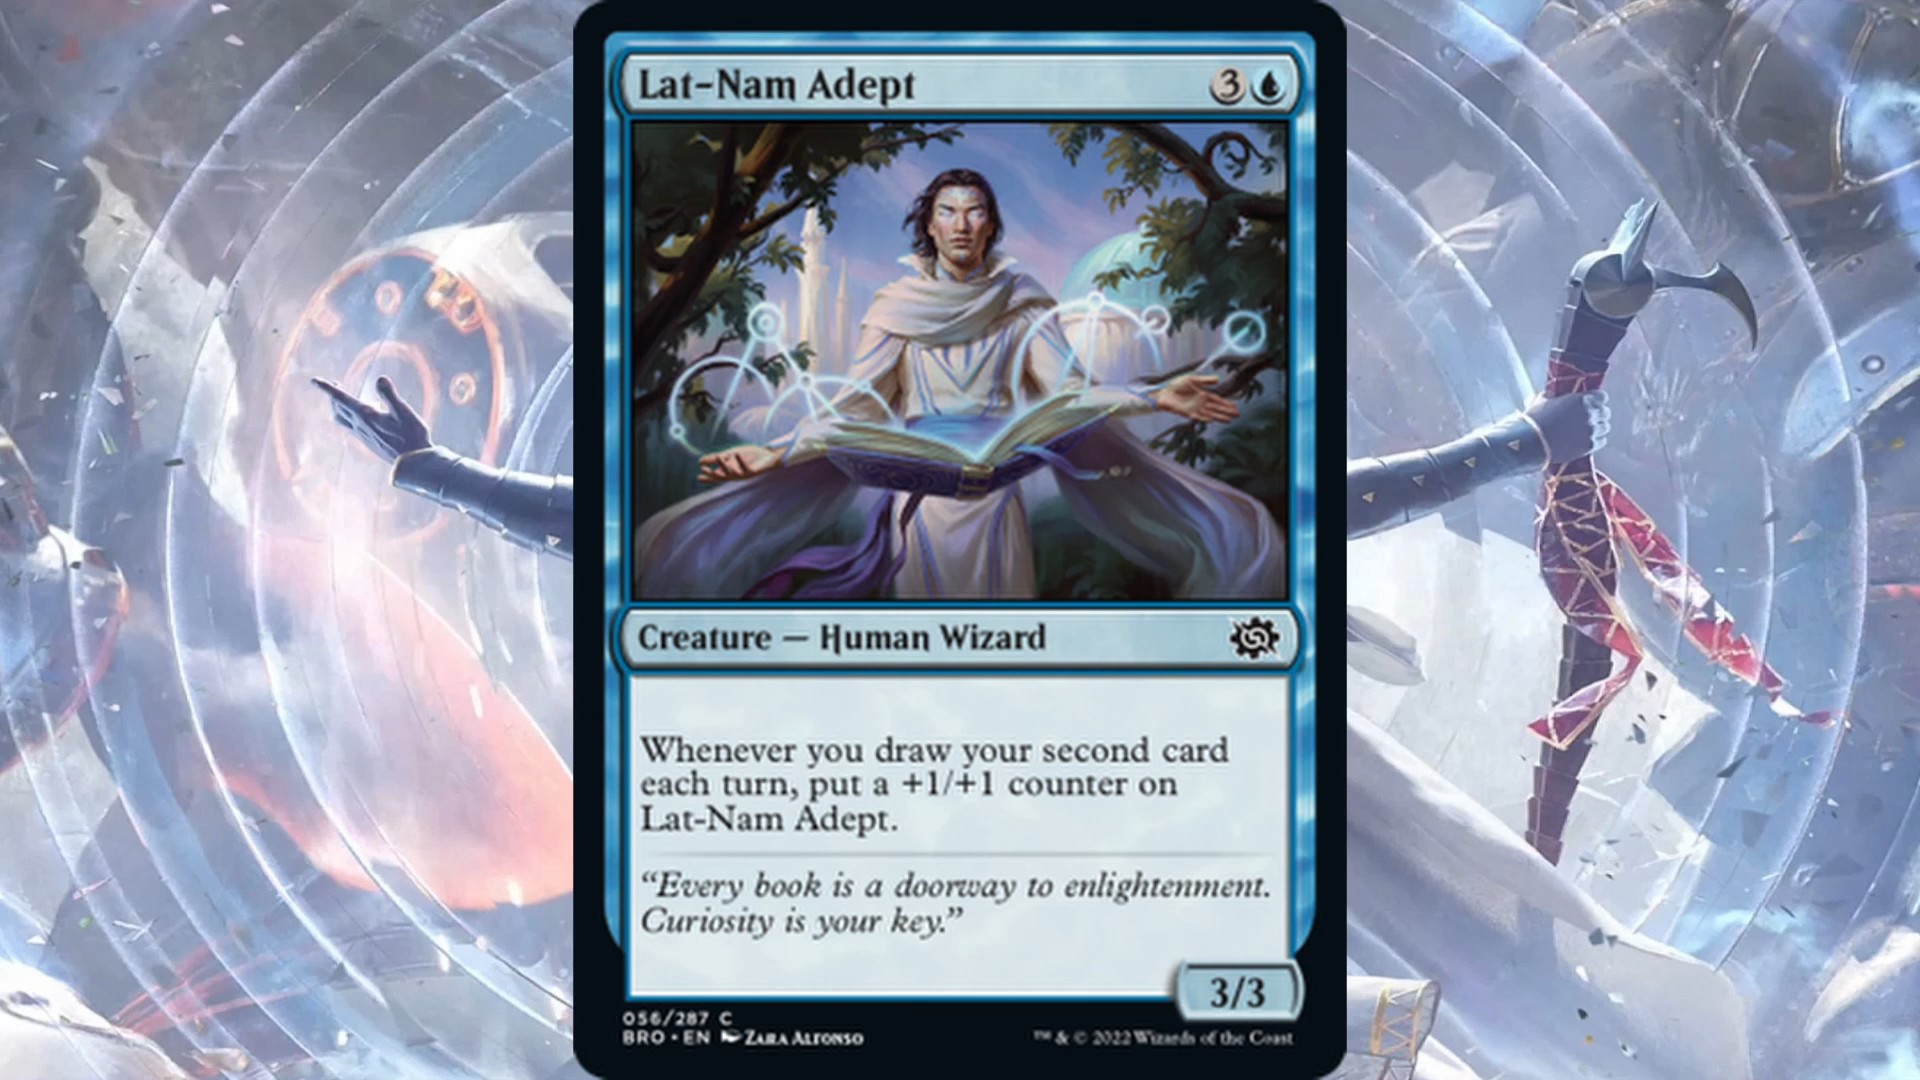 Lat-Nam Adept 3
Creature — Human Wizard
Whenever you draw your second card
each turn, put a +1/+1 counter on
Lat-Nam Adept.
“Every book is a doorway to enlightenment.
Curiosity is your key.”
3/3
056/287 C
BRO • EN Zara Alfonso
™ & © 2022 Wizards of the Coast